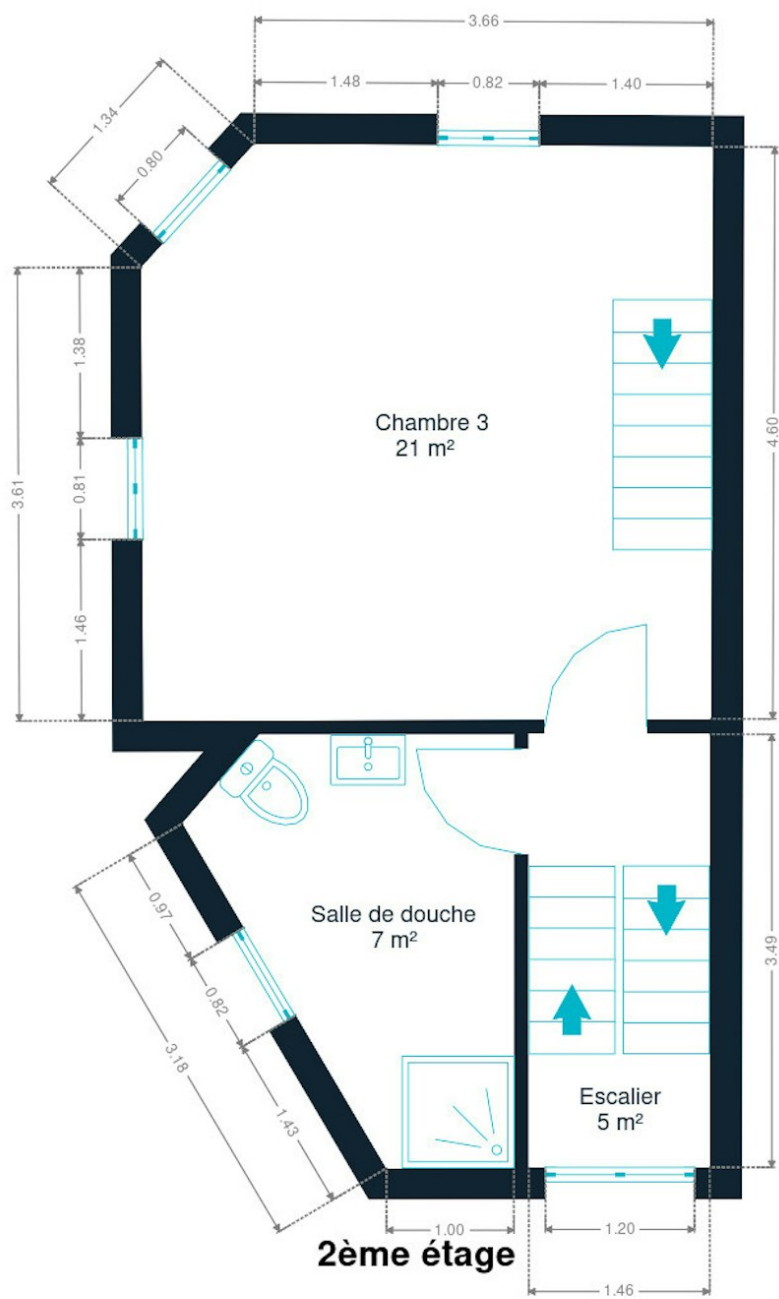 3.66
1.48
0.82
1.40
1.34
0.80
1.38
3.61
0.81
1.46
4.60
Chambre 3
21 m²
0.97
0.82
3.18
1.43
Salle de douche
7 m²
3.49
Escalier
5 m²
1.00
1.20
2ème étage
1.46